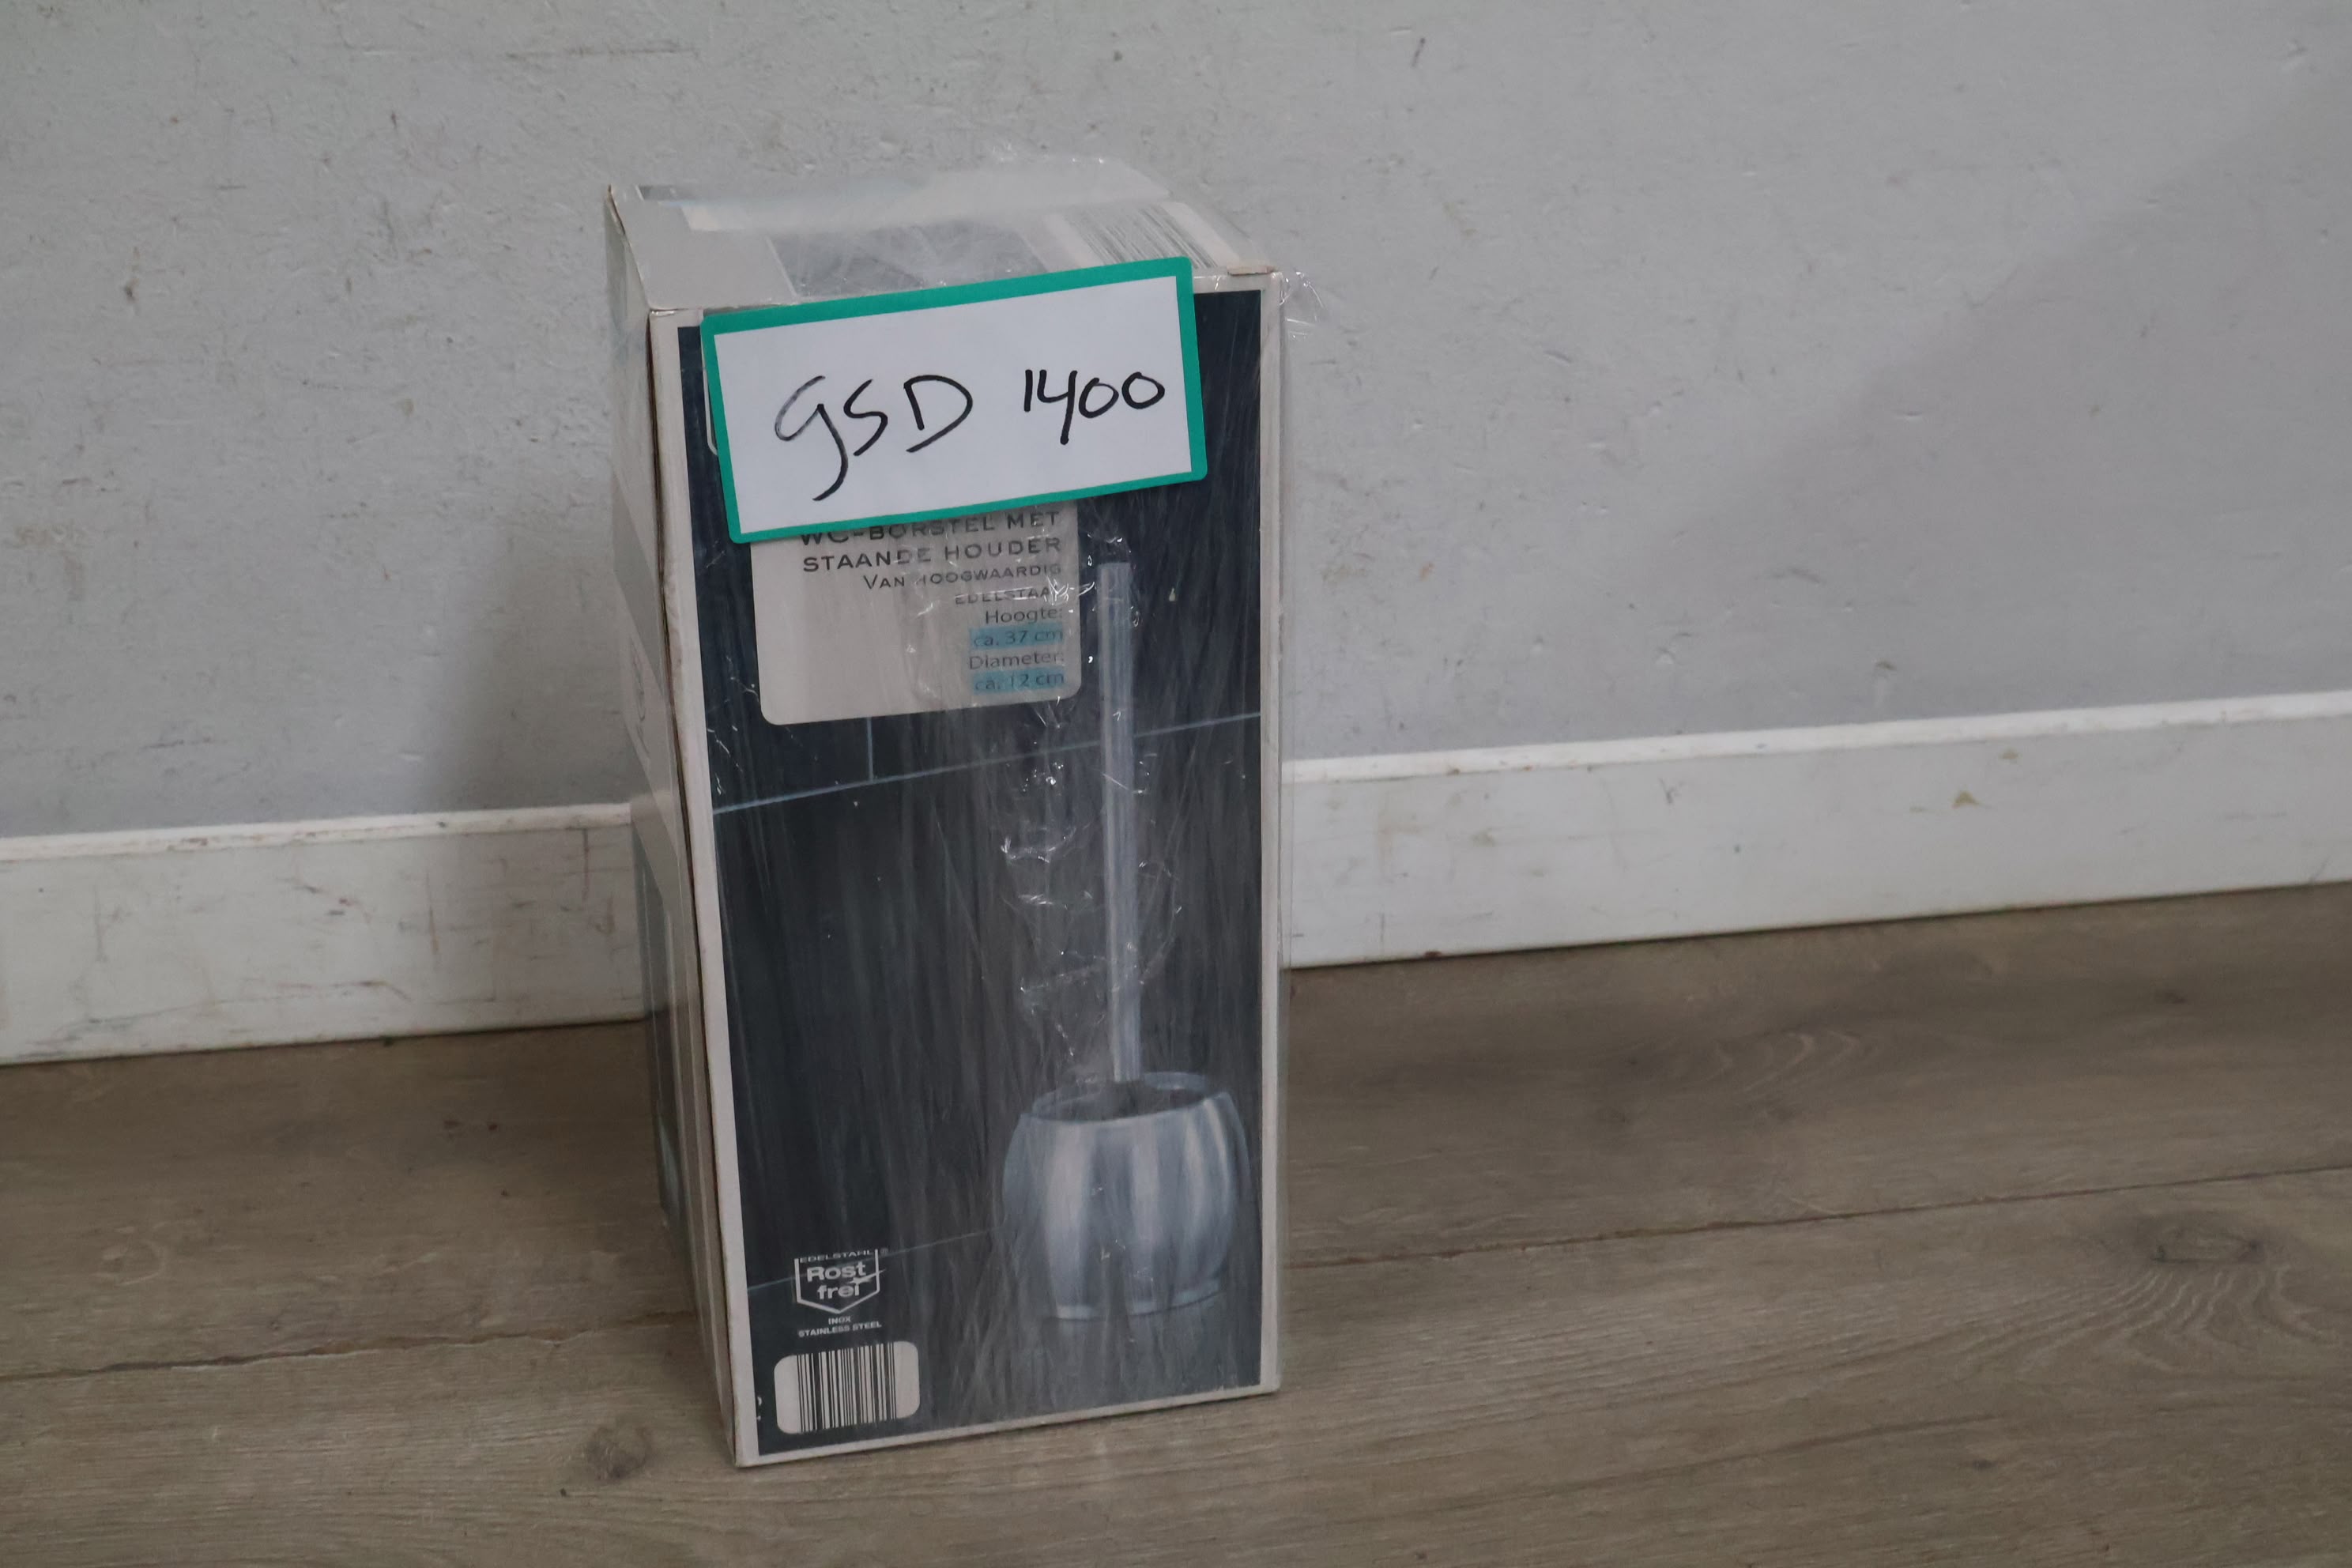 gSD 1400
WC-BORSTEL MET
STAANDE HOUDER
VAN HOOGWAARDIG
EDELSTAAL
Hoogte:
ca. 37 cm
Diameter:
ca. 12 cm
EDELSTAHL
Rost
frei
INOX
STAINLESS STEEL